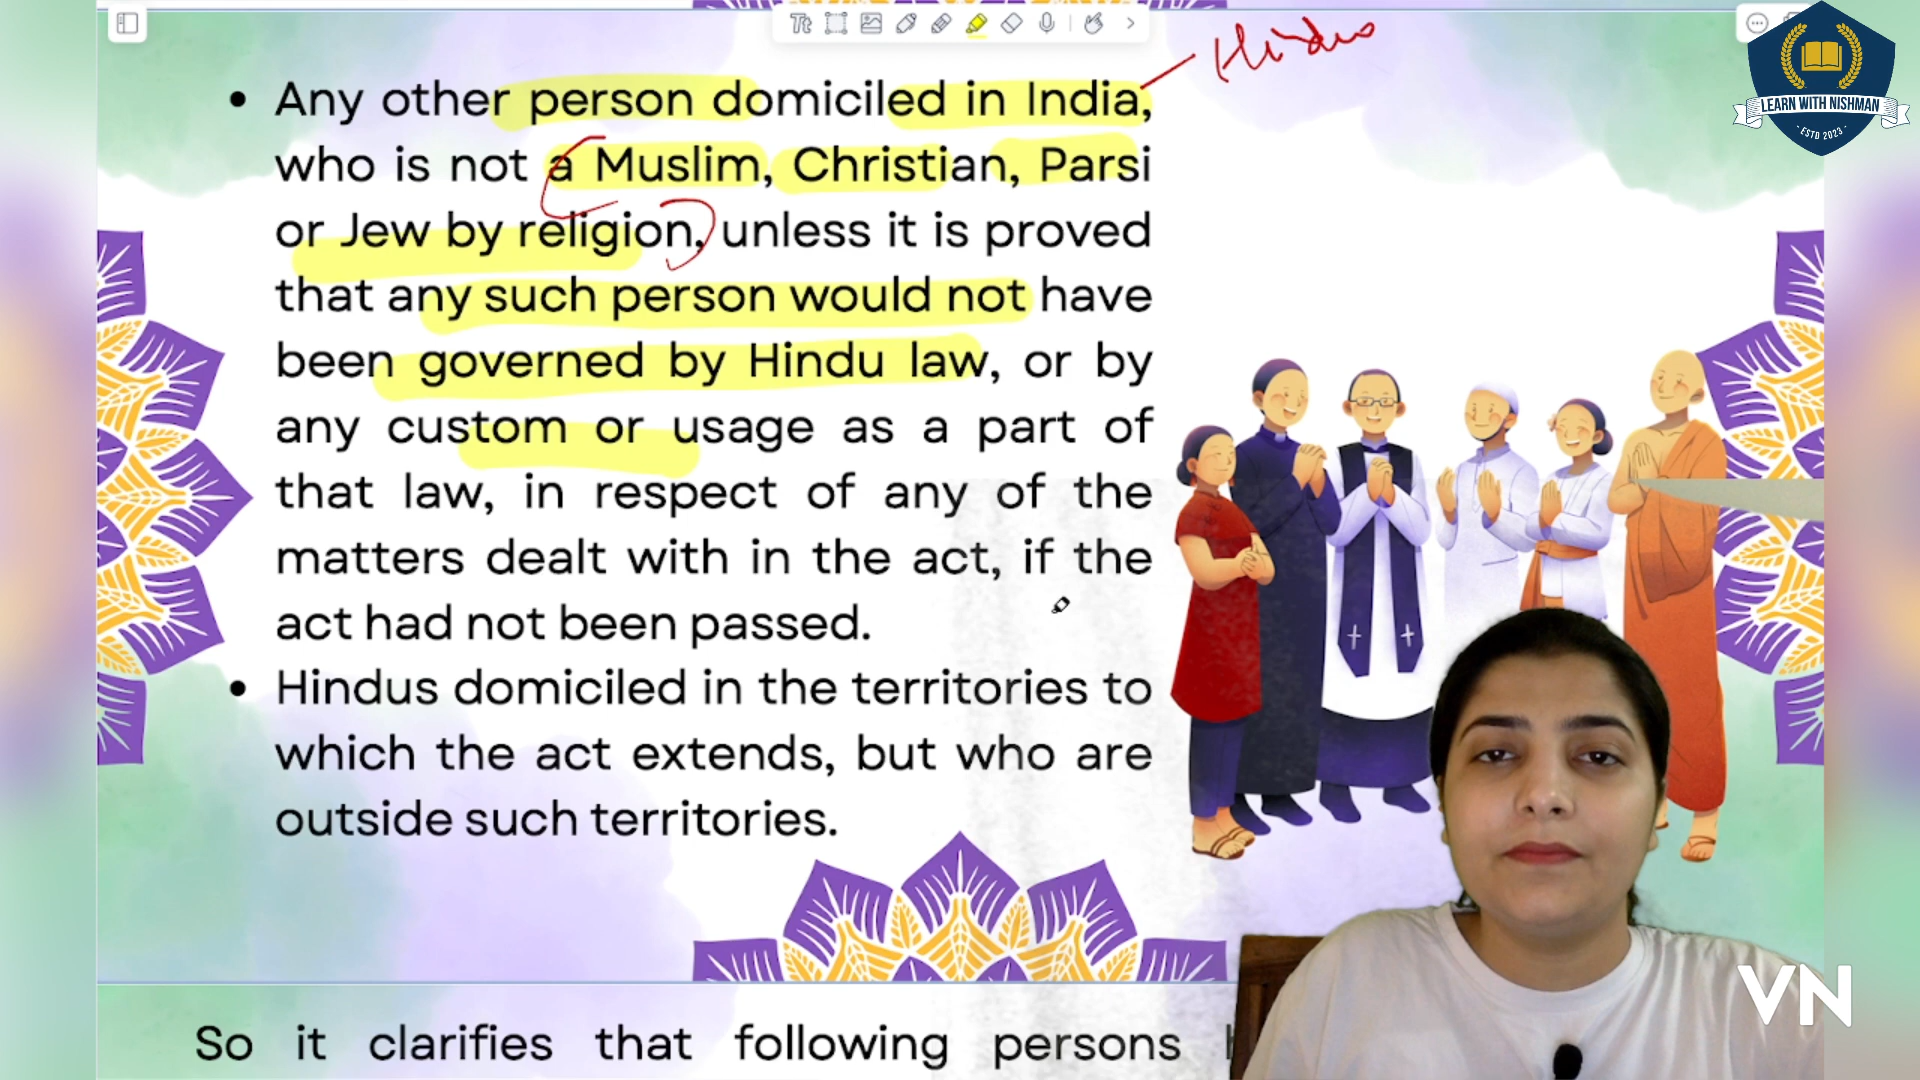 Tt
Hindu
LEARN WITH NISHMAN
ESTD 2023
• Any other person domiciled in India,
who is not a Muslim, Christian, Parsi
or Jew by religion, unless it is proved
that any such person would not have
been governed by Hindu law, or by
any custom or usage as a part of
that law, in respect of any of the
matters dealt with in the act, if the
act had not been passed.
• Hindus domiciled in the territories to
which the act extends, but who are
outside such territories.
So it clarifies that following persons
VN